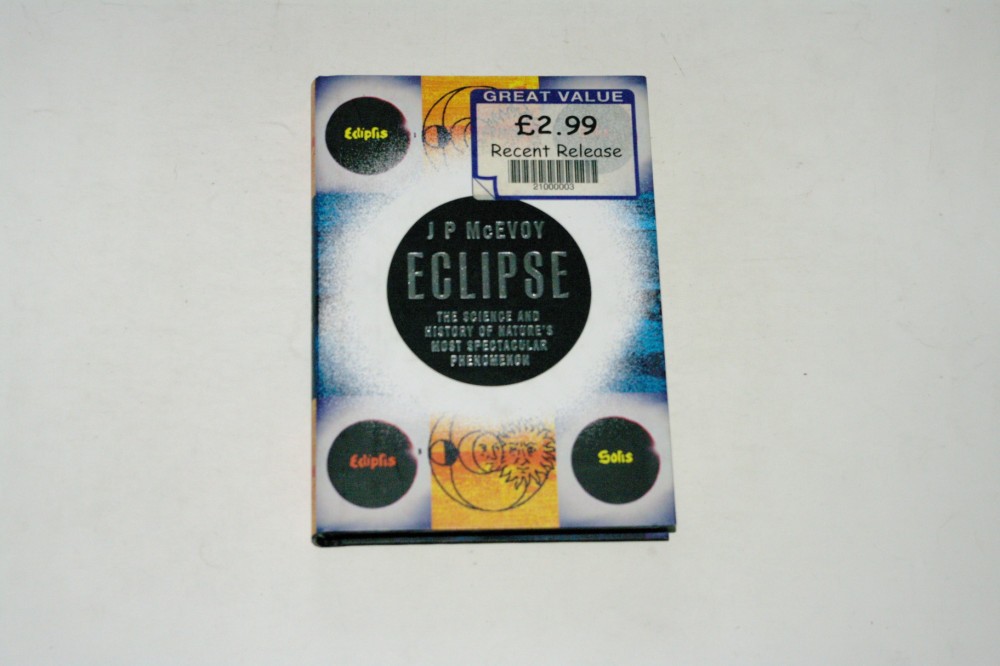 GREAT VALUE
£2.99
Recent Release
21000003
Eclipsis
J P McEVOY
ECLIPSE
THE SCIENCE AND
HISTORY OF NATURE'S
MOST SPECTACULAR
PHENOMENON
Eclipsis
Solis